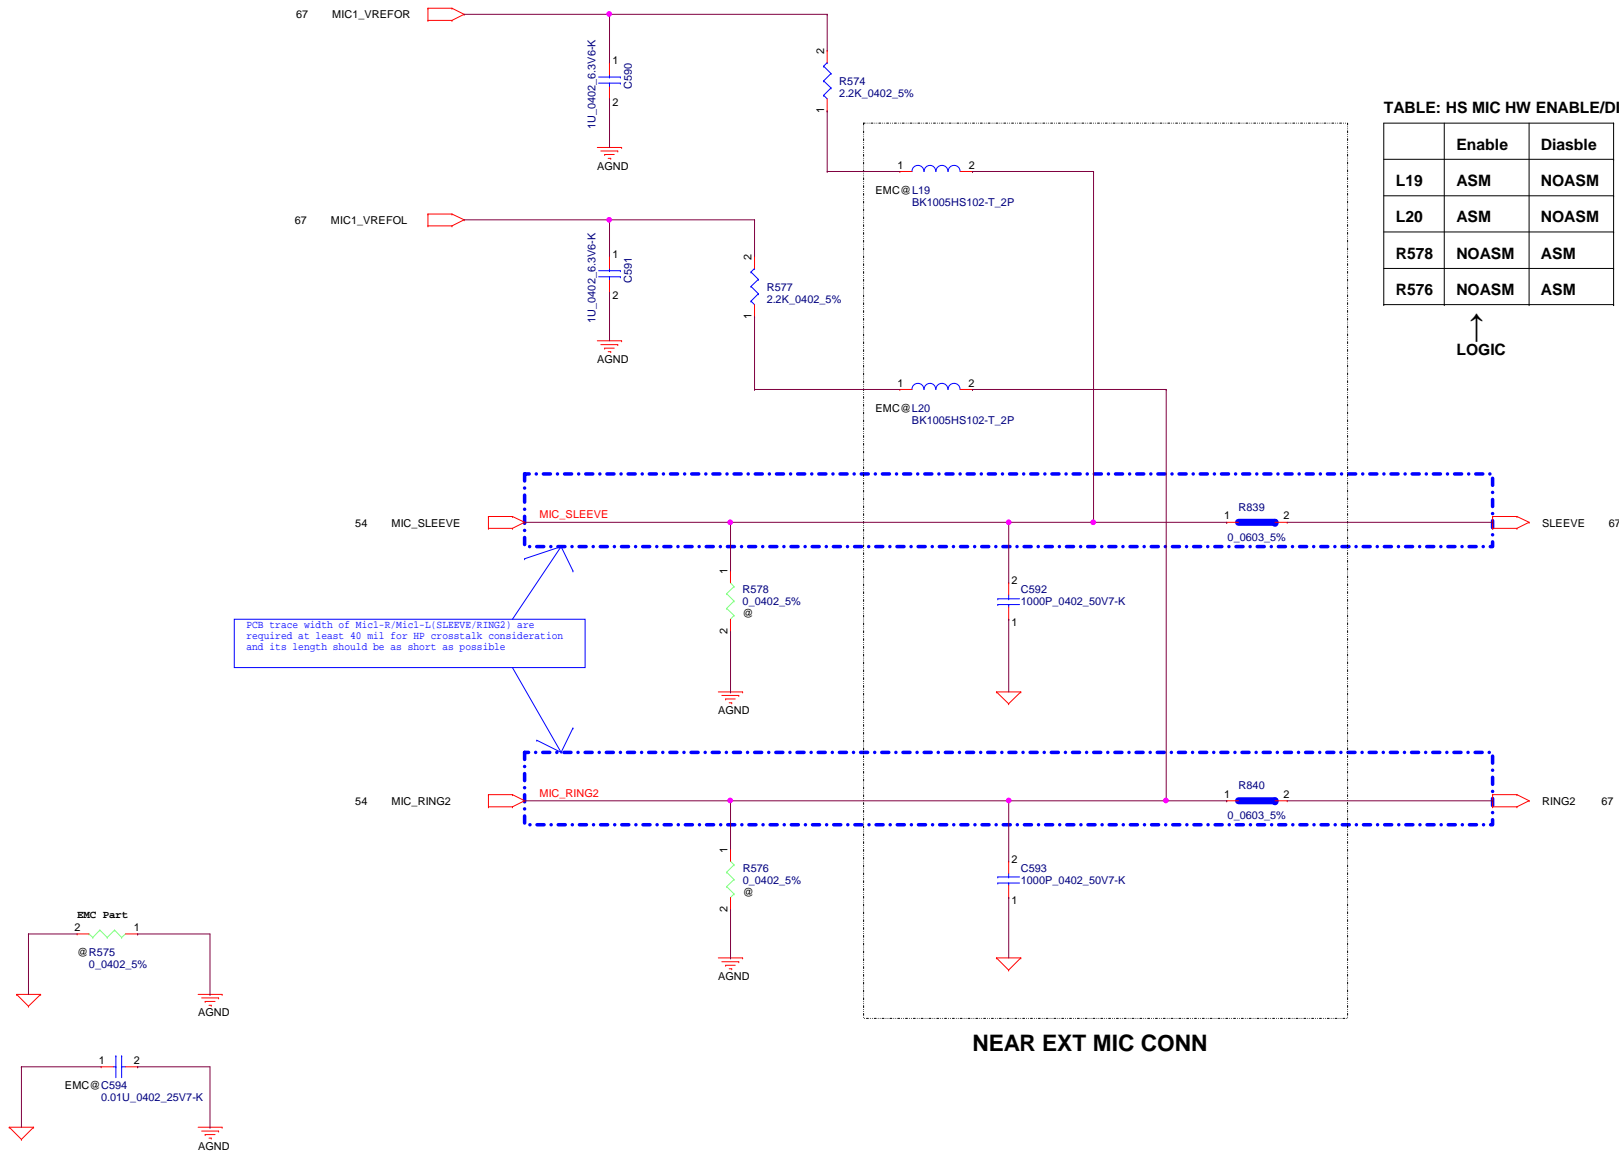 67 MIC1_VREFOR
1U_0402_6.3V6-K
1
C590
2
AGND
2
R574
2.2K_0402_5%
1
TABLE: HS MIC HW ENABLE/DI
Enable Diasble
L19 ASM NOASM
L20 ASM NOASM
R578 NOASM ASM
R576 NOASM ASM
LOGIC
1 2
EMC@ L19
BK1005HS102-T_2P
67 MIC1_VREFOL
1U_0402_6.3V6-K
1
C591
2
AGND
2
R577
2.2K_0402_5%
1
1 2
EMC@ L20
BK1005HS102-T_2P
54 MIC_SLEEVE
MIC_SLEEVE
R839
1 2
0_0603_5%
SLEEVE 67
1
R578
0_0402_5%
@
2
AGND
2
C592
1000P_0402_50V7-K
1
PCB trace width of Mic1-R/Mic1-L(SLEEVE/RING2) are
required at least 40 mil for HP crosstalk consideration
and its length should be as short as possible
54 MIC_RING2
MIC_RING2
R840
1 2
0_0603_5%
RING2 67
1
R576
0_0402_5%
@
2
AGND
2
C593
1000P_0402_50V7-K
1
NEAR EXT MIC CONN
EMC Part
2 1
@ R575
0_0402_5%
AGND
1 2
EMC@ C594
0.01U_0402_25V7-K
AGND